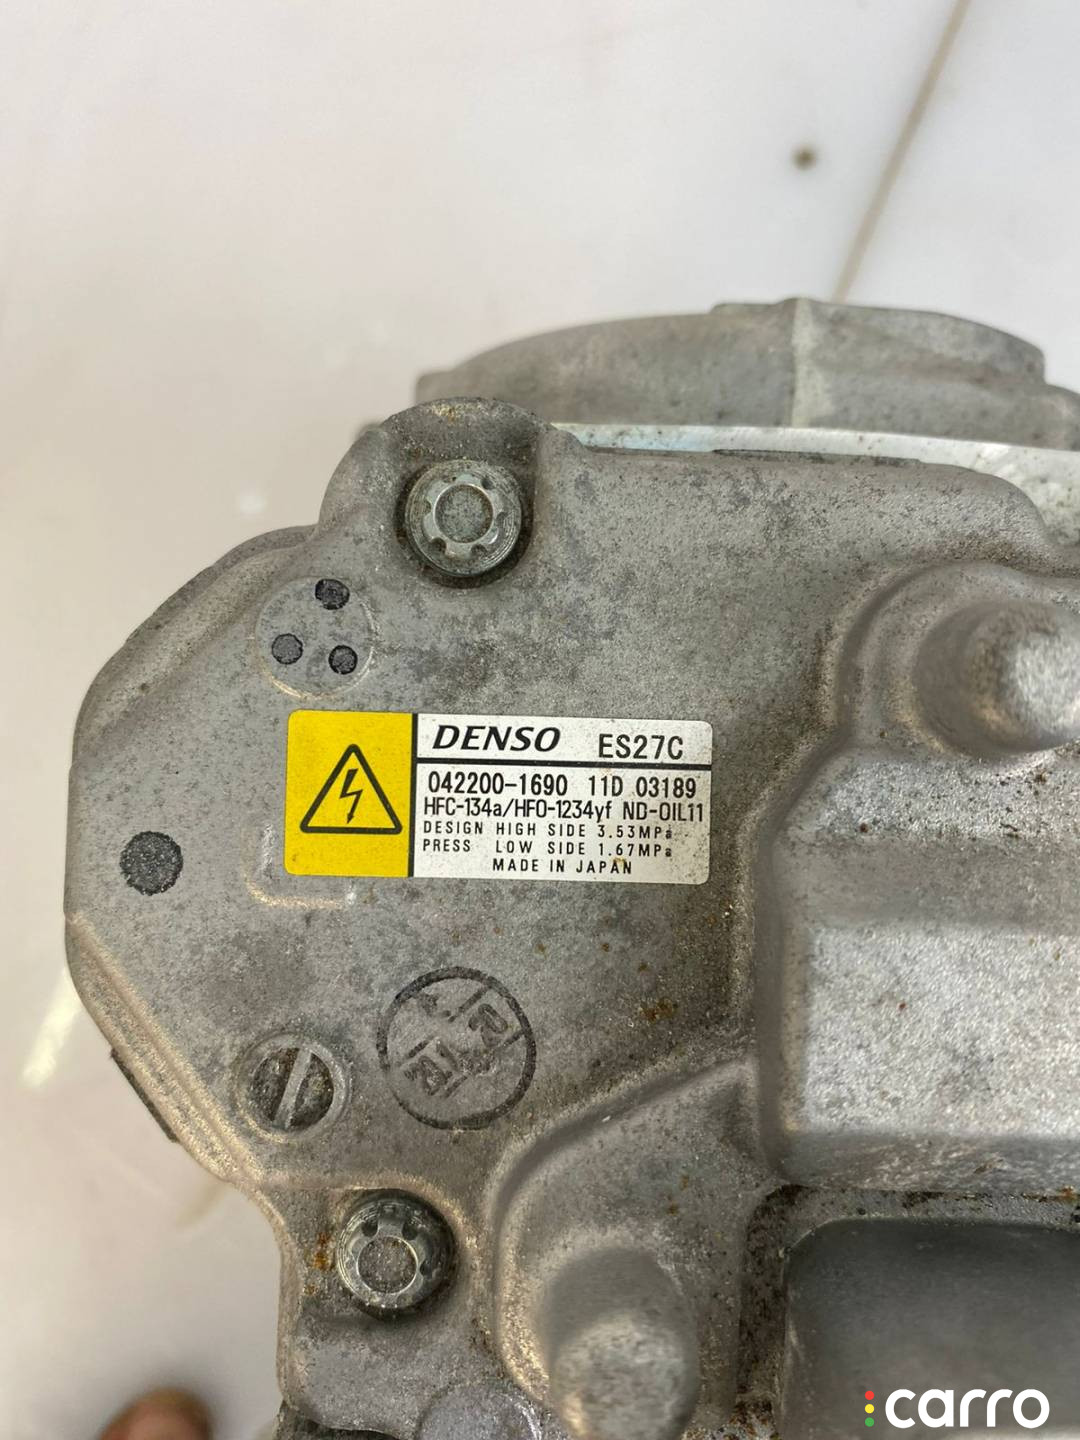 DENSO ES27C
042200-1690 11D 03189
HFC-134a/HFO-1234yf ND-OIL11
DESIGN HIGH SIDE 3.53MPa
PRESS LOW SIDE 1.67MPa
MADE IN JAPAN
carro